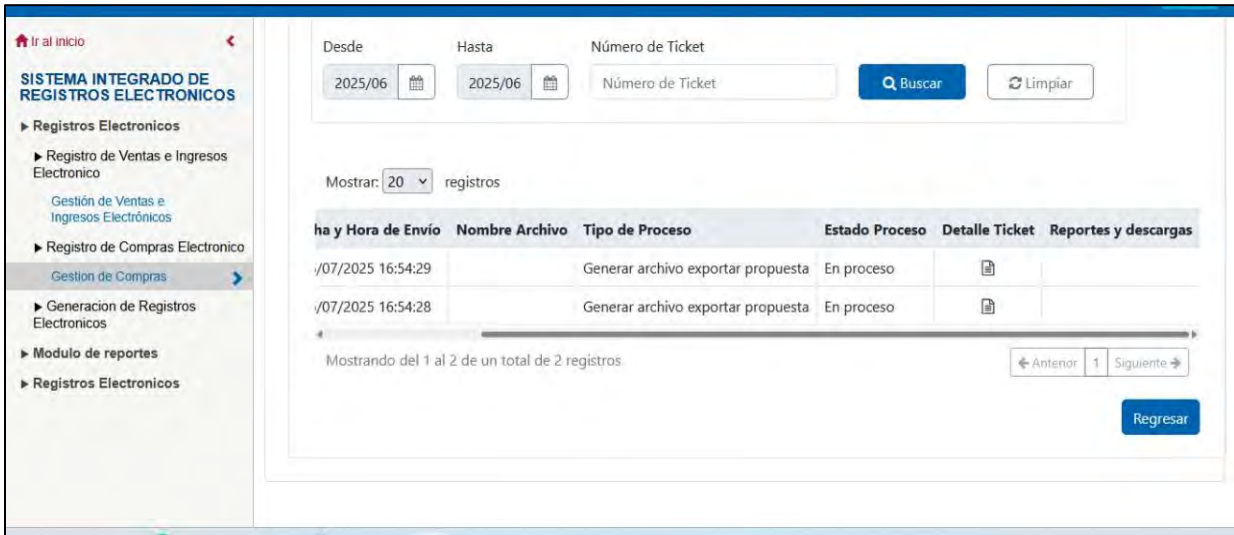 Ir al inicio
SISTEMA INTEGRADO DE
REGISTROS ELECTRONICOS
Registros Electronicos
Registro de Ventas e Ingresos
Electronico
Gestión de Ventas e
Ingresos Electrónicos
Registro de Compras Electronico
Gestion de Compras
Generacion de Registros
Electronicos
Modulo de reportes
Registros Electronicos
Desde Hasta Número de Ticket
2025/06 2025/06 Número de Ticket Buscar Limpiar
Mostrar: 20 registros
ha y Hora de Envío Nombre Archivo Tipo de Proceso Estado Proceso Detalle Ticket Reportes y descargas
/07/2025 16:54:29 Generar archivo exportar propuesta En proceso
/07/2025 16:54:28 Generar archivo exportar propuesta En proceso
Mostrando del 1 al 2 de un total de 2 registros
Anterior 1 Siguiente
Regresar